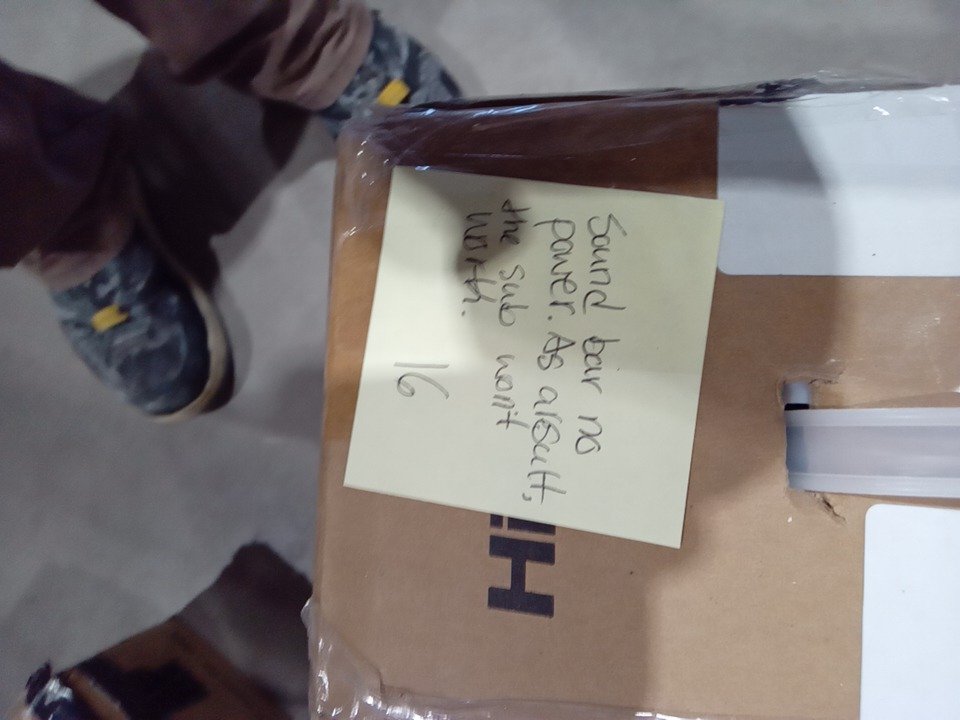 Sound bar no
power. As aresult,
the sub won't
work.
16
H